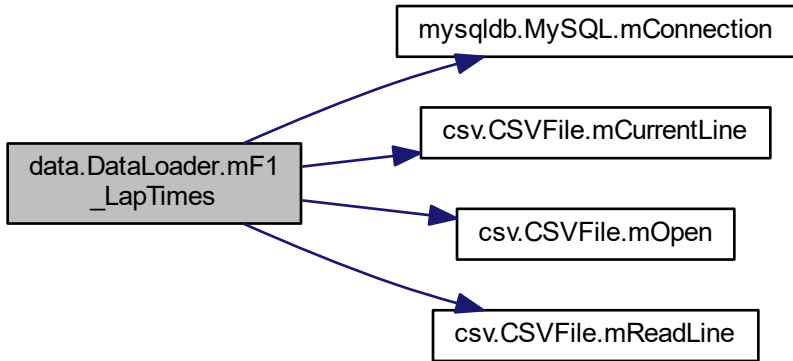 mysqldb.MySQL.mConnection
csv.CSVFile.mCurrentLine
data.DataLoader.mF1
_LapTimes
csv.CSVFile.mOpen
csv.CSVFile.mReadLine